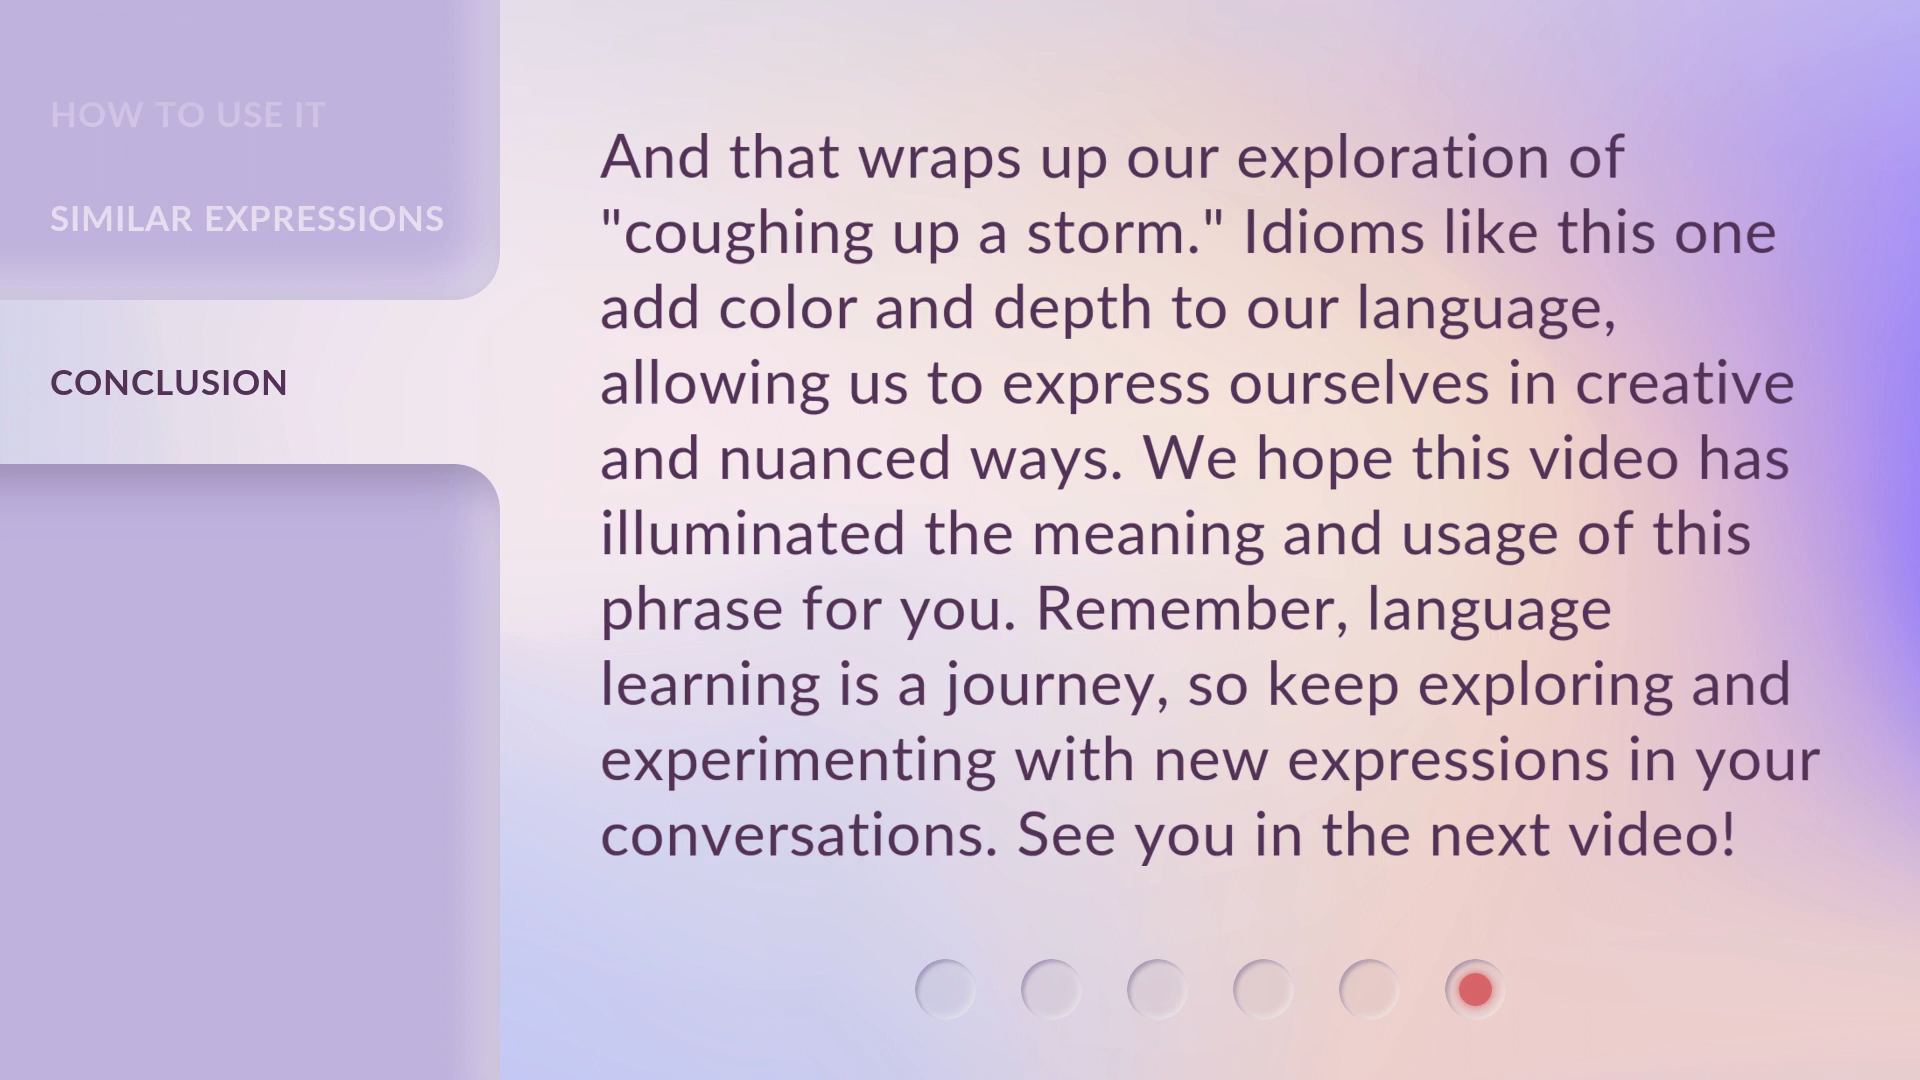 HOW TO USE IT
SIMILAR EXPRESSIONS
CONCLUSION
And that wraps up our exploration of
"coughing up a storm." Idioms like this one
add color and depth to our language,
allowing us to express ourselves in creative
and nuanced ways. We hope this video has
illuminated the meaning and usage of this
phrase for you. Remember, language
learning is a journey, so keep exploring and
experimenting with new expressions in your
conversations. See you in the next video!